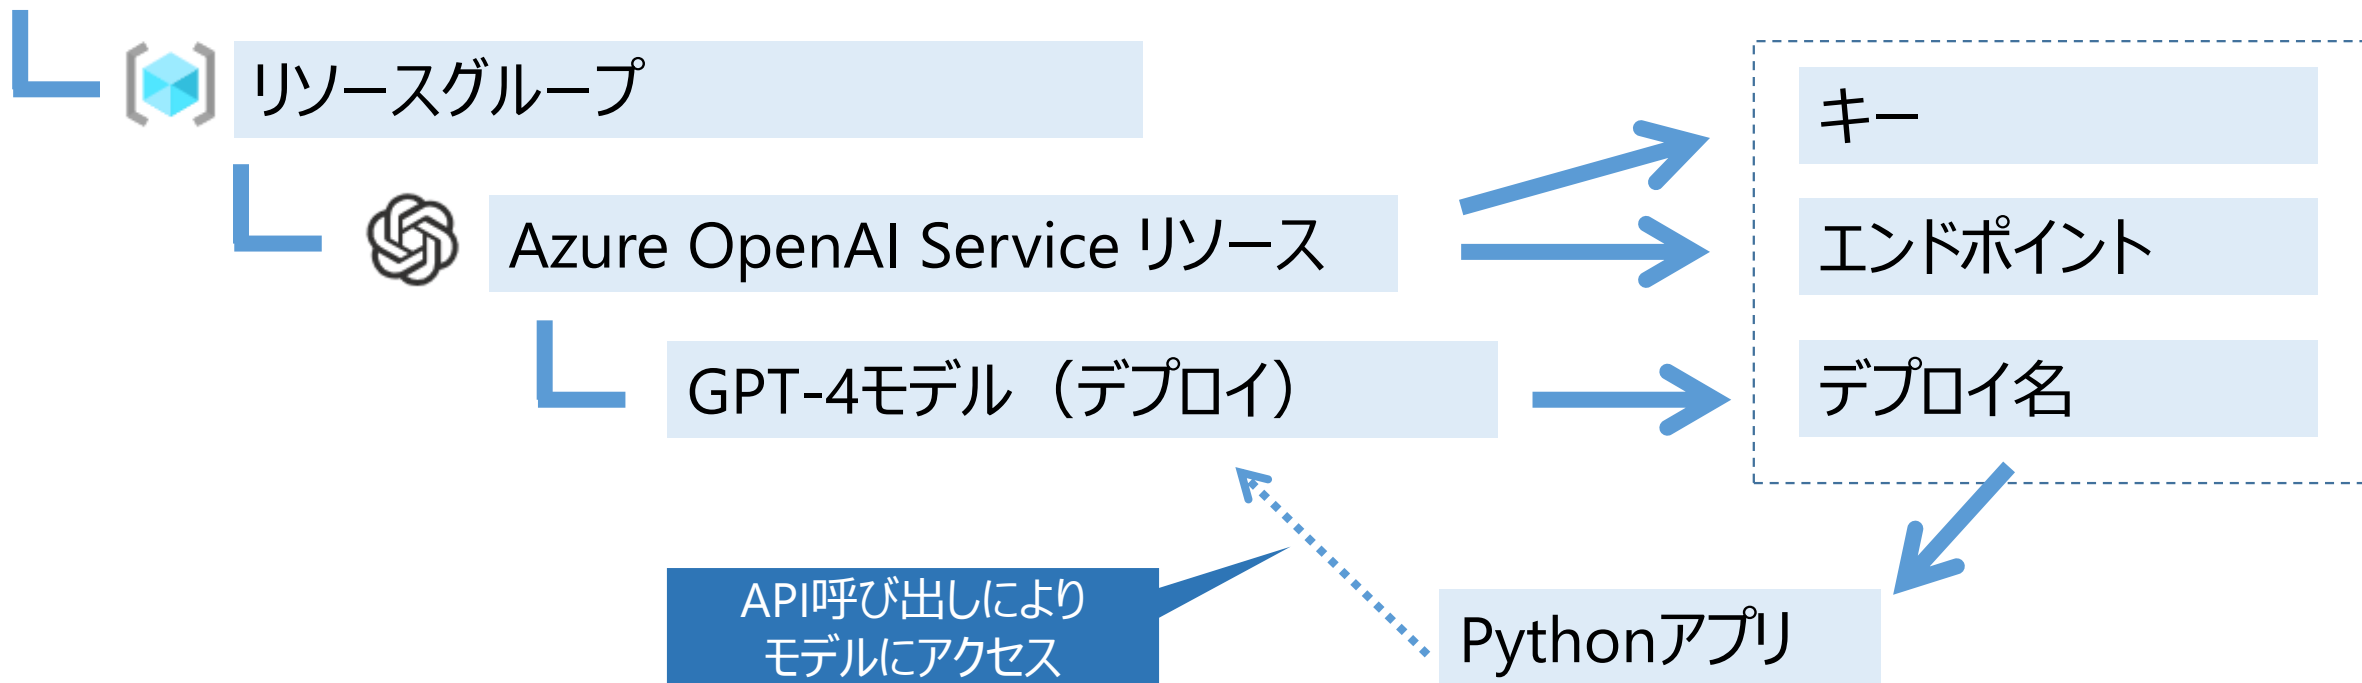 リソースグループ
キー
Azure OpenAI Service リソース
エンドポイント
GPT-4モデル（デプロイ）
デプロイ名
API呼び出しにより
モデルにアクセス
Pythonアプリ